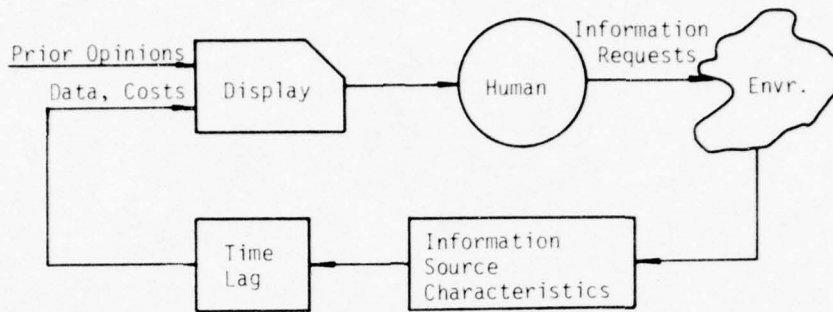 Prior Opinions
Data, Costs
Display
Human
Information
Requests
Envr.
Time
Lag
Information
Source
Characteristics